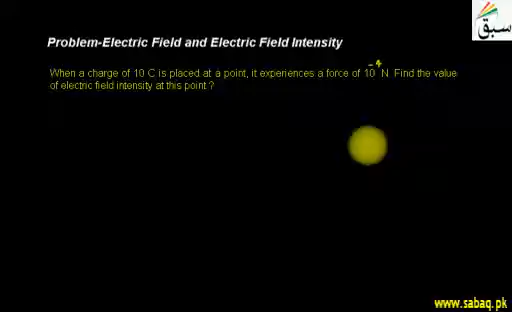 سبق
Problem-Electric Field and Electric Field Intensity
When a charge of 10 C is placed at a point, it experiences a force of 10⁻⁴ N Find the value
of electric field intensity at this point ?
www.sabaq.pk